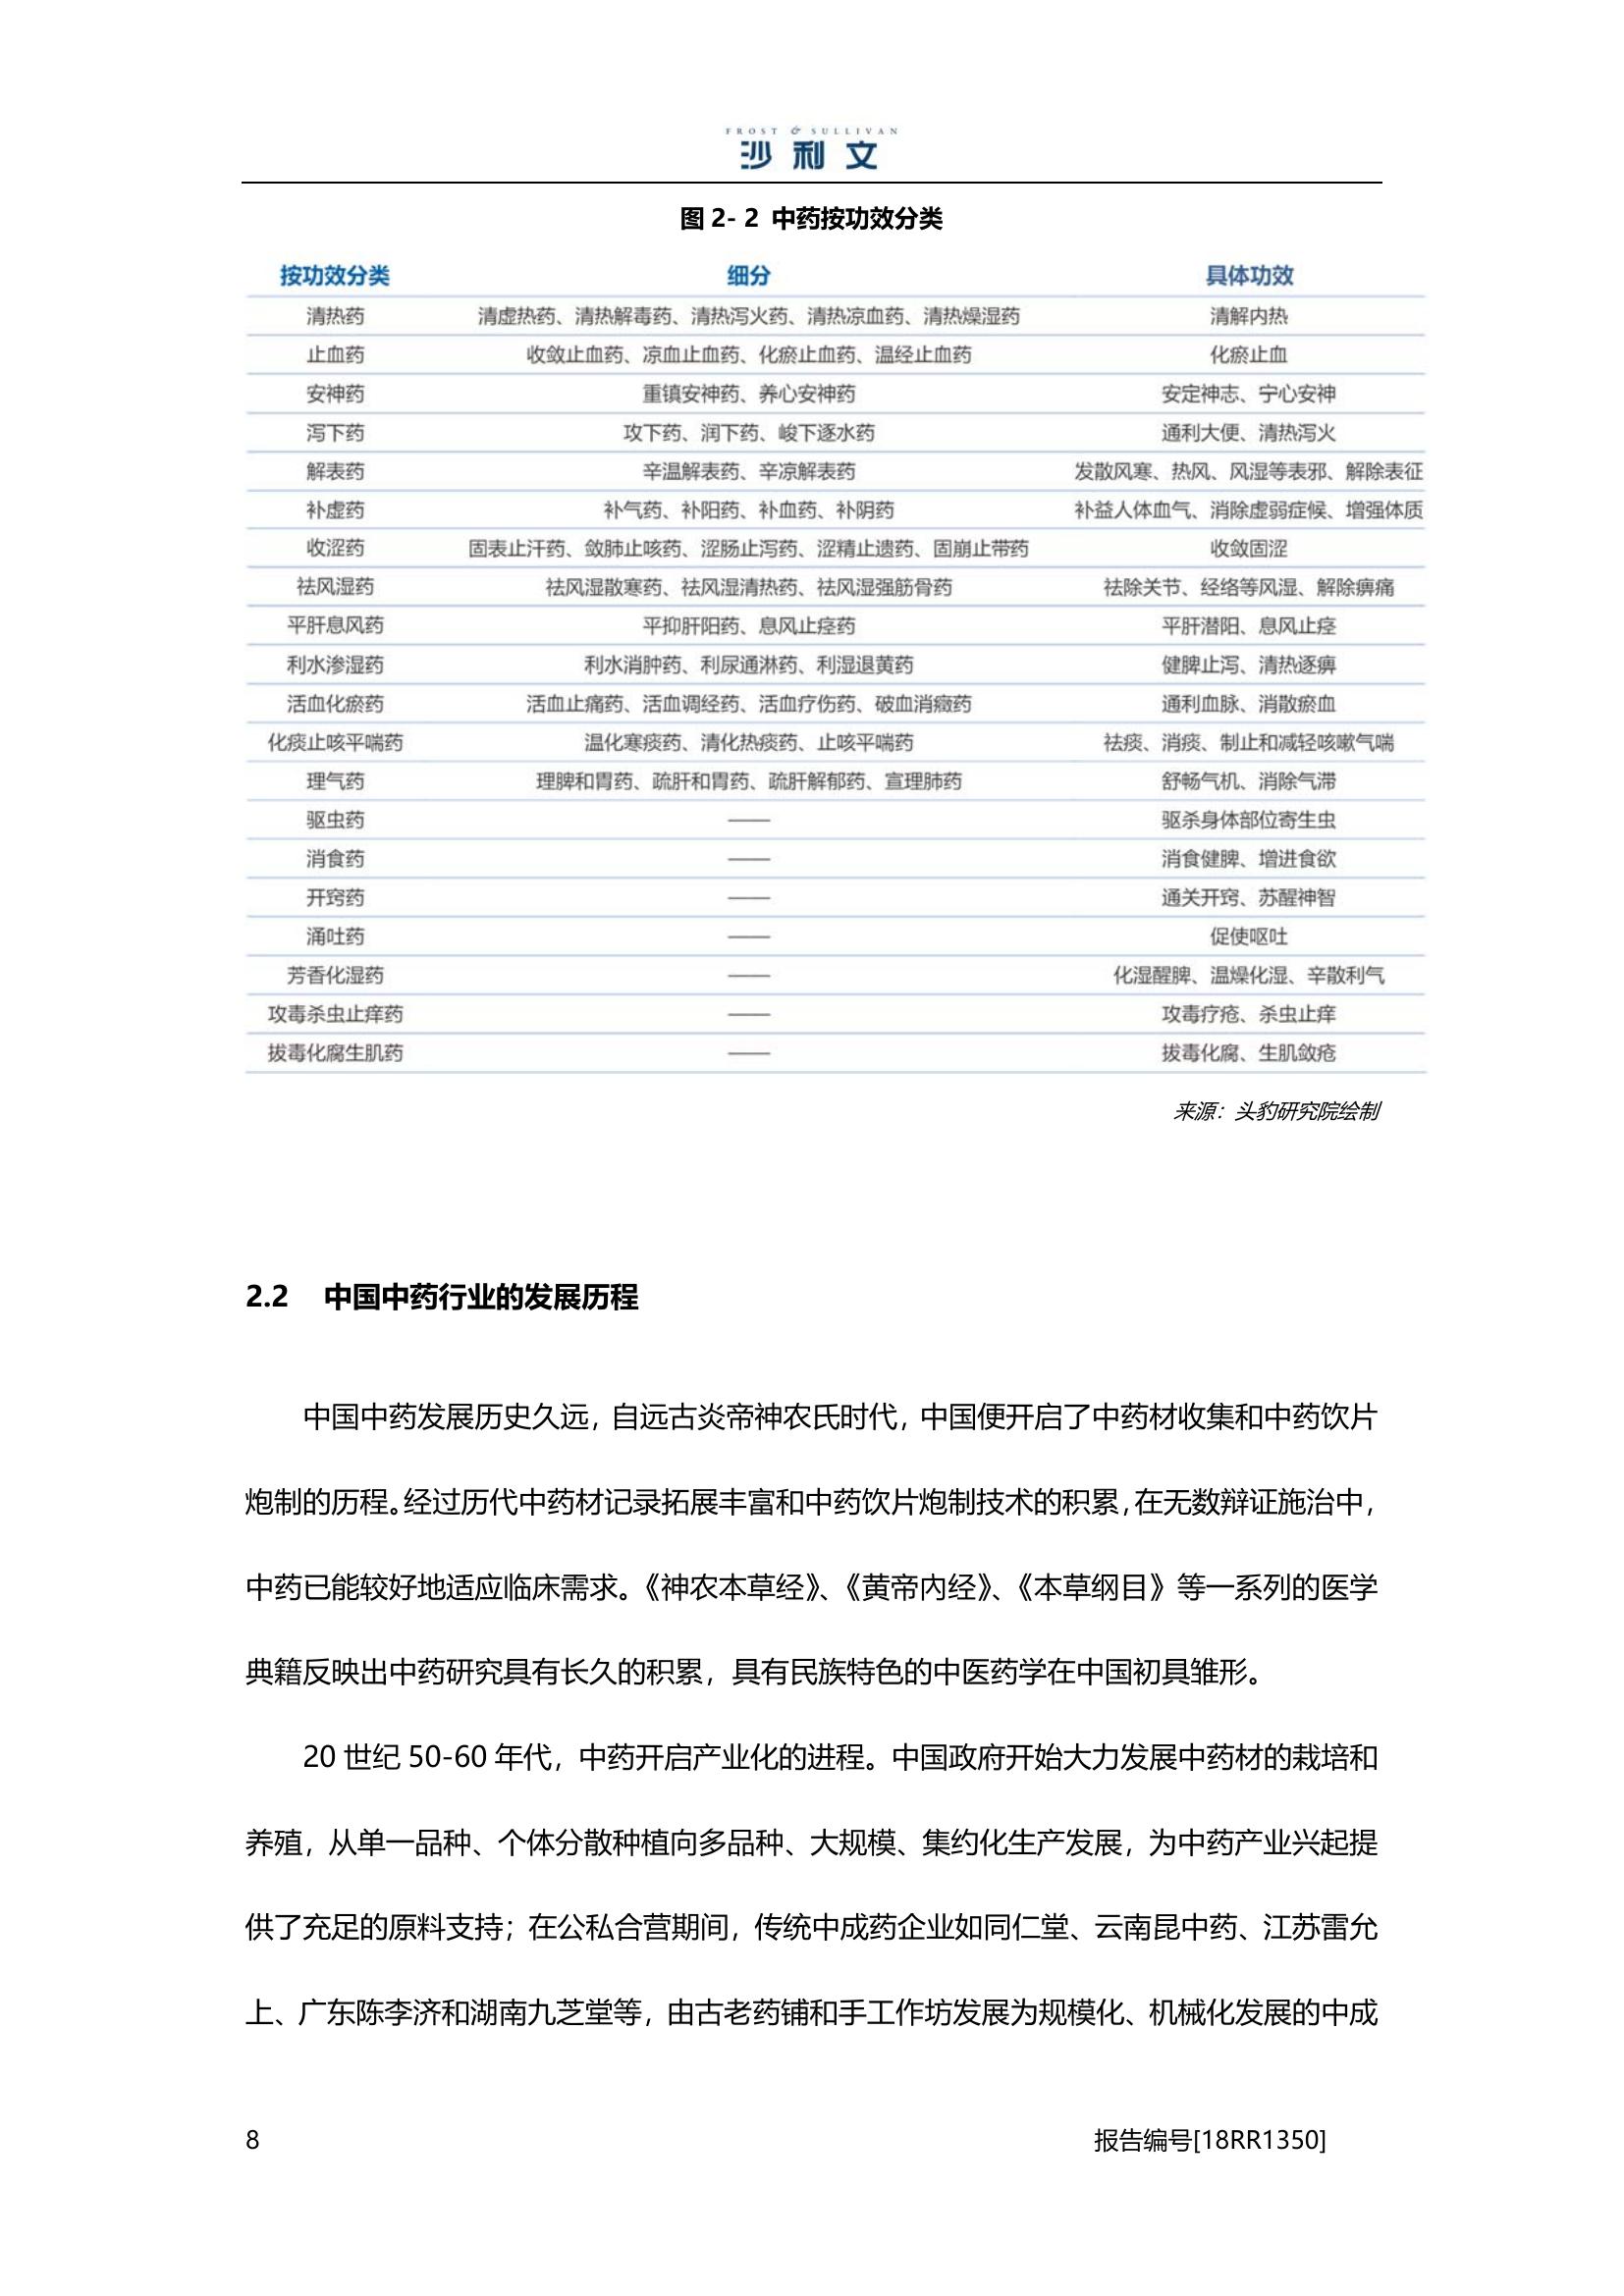 FROST & SULLIVAN
沙利文
图 2- 2 中药按功效分类
按功效分类 细分 具体功效
清热药 清虚热药、清热解毒药、清热泻火药、清热凉血药、清热燥湿药 清解内热
止血药 收敛止血药、凉血止血药、化瘀止血药、温经止血药 化瘀止血
安神药 重镇安神药、养心安神药 安定神志、宁心安神
泻下药 攻下药、润下药、峻下逐水药 通利大便、清热泻火
解表药 辛温解表药、辛凉解表药 发散风寒、热风、风湿等表邪、解除表征
补虚药 补气药、补阳药、补血药、补阴药 补益人体血气、消除虚弱症候、增强体质
收涩药 固表止汗药、敛肺止咳药、涩肠止泻药、涩精止遗药、固崩止带药 收敛固涩
祛风湿药 祛风湿散寒药、祛风湿清热药、祛风湿强筋骨药 祛除关节、经络等风湿、解除痹痛
平肝息风药 平抑肝阳药、息风止痉药 平肝潜阳、息风止痉
利水渗湿药 利水消肿药、利尿通淋药、利湿退黄药 健脾止泻、清热逐痹
活血化瘀药 活血止痛药、活血调经药、活血疗伤药、破血消癥药 通利血脉、消散瘀血
化痰止咳平喘药 温化寒痰药、清化热痰药、止咳平喘药 祛痰、消痰、制止和减轻咳嗽气喘
理气药 理脾和胃药、疏肝和胃药、疏肝解郁药、宣理肺药 舒畅气机、消除气滞
驱虫药 —— 驱杀身体部位寄生虫
消食药 —— 消食健脾、增进食欲
开窍药 —— 通关开窍、苏醒神智
涌吐药 —— 促使呕吐
芳香化湿药 —— 化湿醒脾、温燥化湿、辛散利气
攻毒杀虫止痒药 —— 攻毒疗疮、杀虫止痒
拔毒化腐生肌药 —— 拔毒化腐、生肌敛疮
来源：头豹研究院绘制
2.2 中国中药行业的发展历程
中国中药发展历史久远，自远古炎帝神农氏时代，中国便开启了中药材收集和中药饮片
炮制的历程。经过历代中药材记录拓展丰富和中药饮片炮制技术的积累，在无数辩证施治中，
中药已能较好地适应临床需求。《神农本草经》、《黄帝内经》、《本草纲目》等一系列的医学
典籍反映出中药研究具有长久的积累，具有民族特色的中医药学在中国初具雏形。
20 世纪 50-60 年代，中药开启产业化的进程。中国政府开始大力发展中药材的栽培和
养殖，从单一品种、个体分散种植向多品种、大规模、集约化生产发展，为中药产业兴起提
供了充足的原料支持；在公私合营期间，传统中成药企业如同仁堂、云南昆中药、江苏雷允
上、广东陈李济和湖南九芝堂等，由古老药铺和手工作坊发展为规模化、机械化发展的中成
8 报告编号[18RR1350]